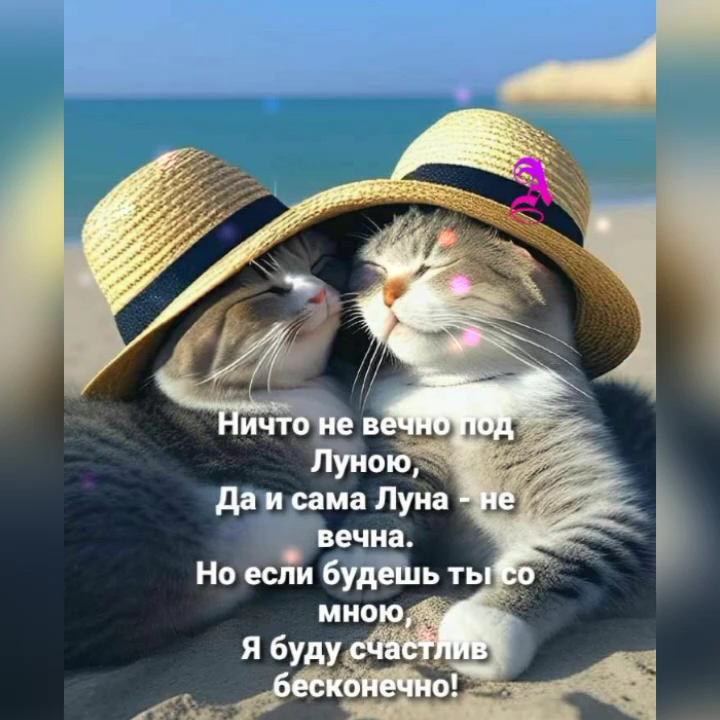 A
Ничто не вечно под
Луною,
Да и сама Луна - не
вечна.
Но если будешь ты со
мною,
Я буду счастлив
бесконечно!